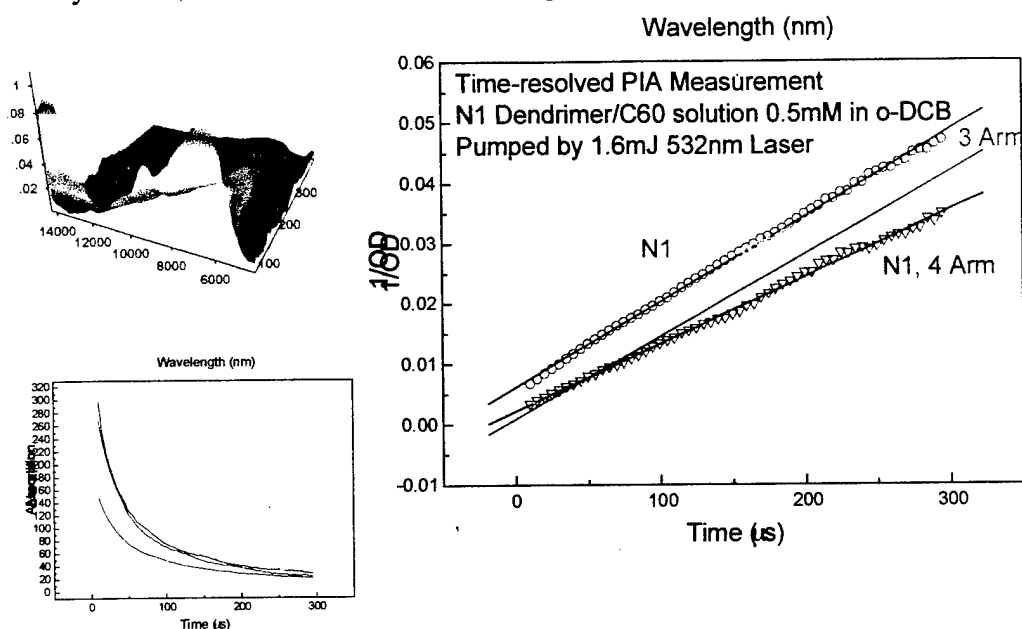 Wavelength (nm)
1
.08
.06
.04
.02
14000
12000
10000
8000
6000
100
200
300
0.06
0.05
0.04
0.03
0.02
0.01
0.00
-0.01
1/OD
Time-resolved PIA Measurement
N1 Dendrimer/C60 solution 0.5mM in o-DCB
Pumped by 1.6mJ 532nm Laser
3 Arm
N1
N1, 4 Arm
0 100 200 300
Time (µs)
Wavelength (nm)
320
300
280
260
240
220
200
180
160
140
120
100
80
60
40
20
0
0 100 200 300
Time (µs)